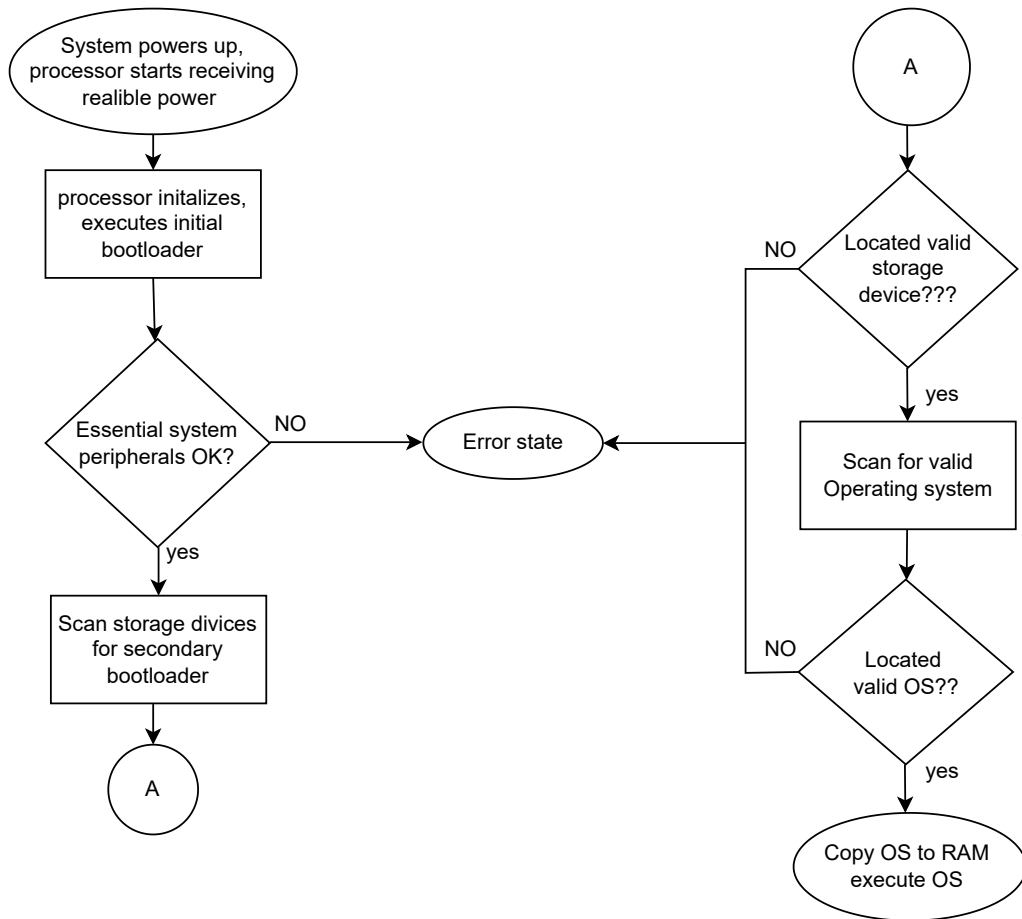 System powers up,
processor starts receiving
realible power
processor initalizes,
executes initial
bootloader
Essential system
peripherals OK?
NO
yes
Scan storage divices
for secondary
bootloader
A
Error state
A
Located valid
storage
device???
NO
yes
Scan for valid
Operating system
Located
valid OS??
NO
yes
Copy OS to RAM
execute OS